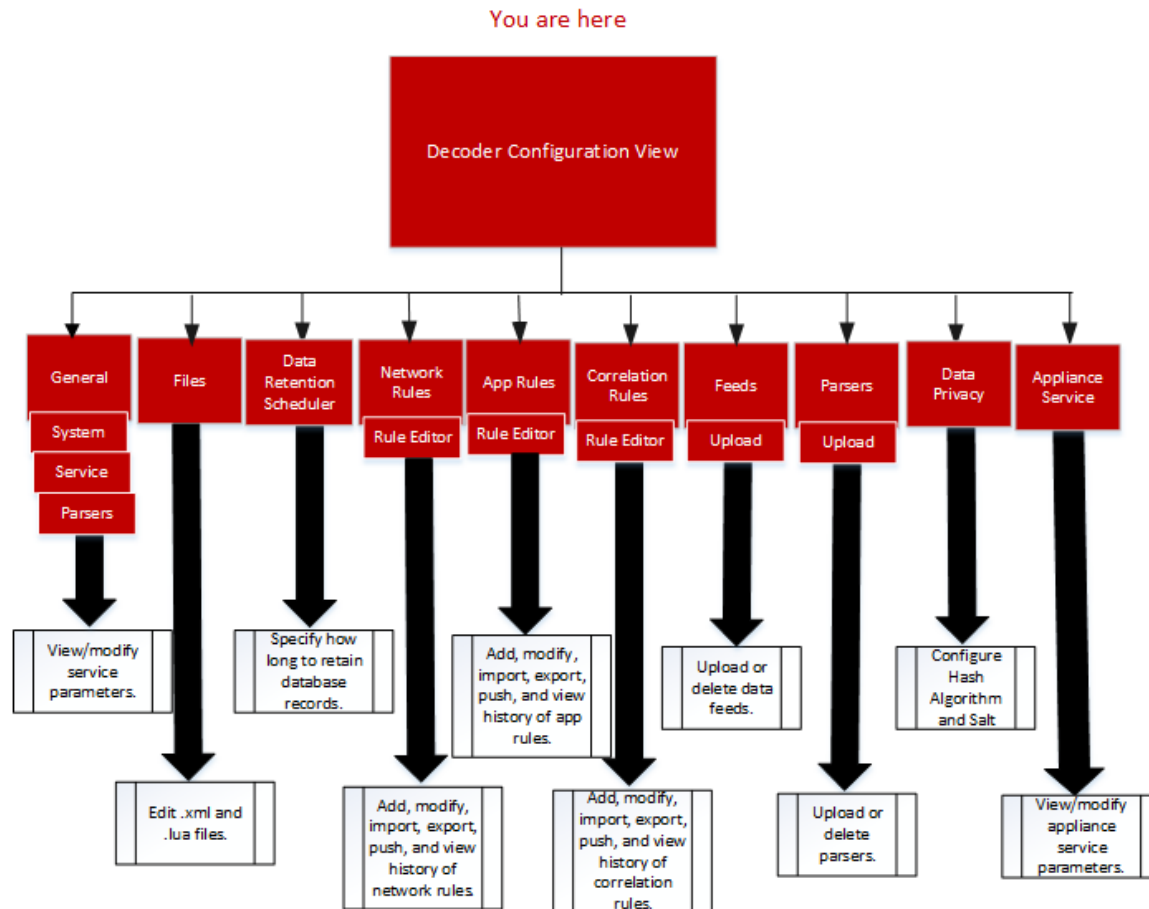 You are here
Decoder Configuration View
General
System
Service
Parsers
Files
Data
Retention
Scheduler
Network
Rules
Rule Editor
App Rules
Rule Editor
Correlation
Rules
Rule Editor
Feeds
Upload
Parsers
Upload
Data
Privacy
Appliance
Service
View/modify
service
parameters.
Edit .xml and
.lua files.
Specify how
long to retain
database
records.
Add, modify,
import, export,
push, and view
history of
network rules.
Add, modify,
import, export,
push, and view
history of app
rules.
Add, modify,
import, export,
push, and view
history of
correlation
rules.
Upload or
delete data
feeds.
Upload or
delete
parsers.
Configure
Hash
Algorithm
and Salt
View/modify
appliance
service
parameters.